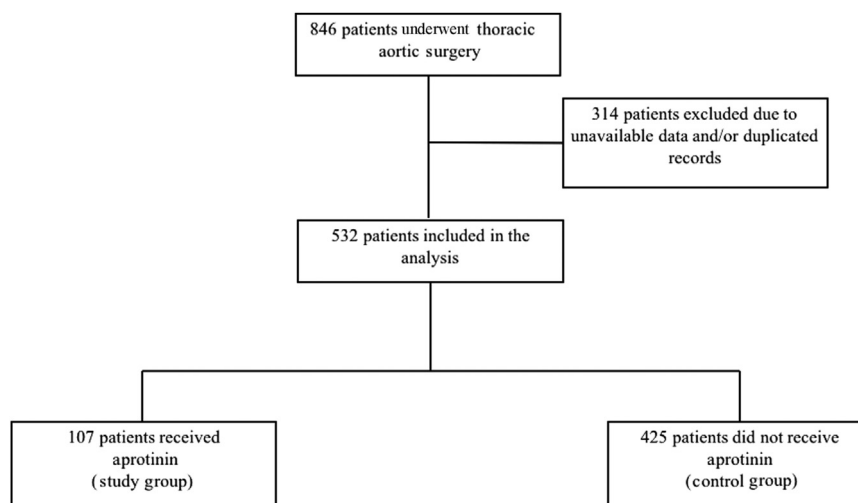 846 patients underwent thoracic
aortic surgery
314 patients excluded due to
unavailable data and/or duplicated
records
532 patients included in the
analysis
107 patients received
aprotinin
(study group)
425 patients did not receive
aprotinin
(control group)